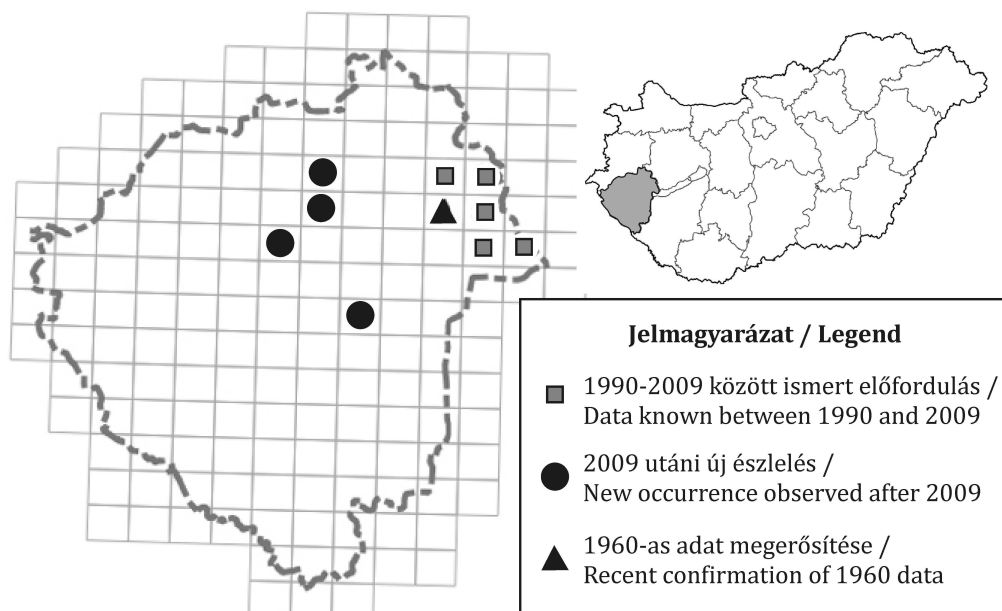 Jelmagyarázat / Legend
1990-2009 között ismert előfordulás /
Data known between 1990 and 2009
2009 utáni új észlelés /
New occurrence observed after 2009
1960-as adat megerősítése /
Recent confirmation of 1960 data